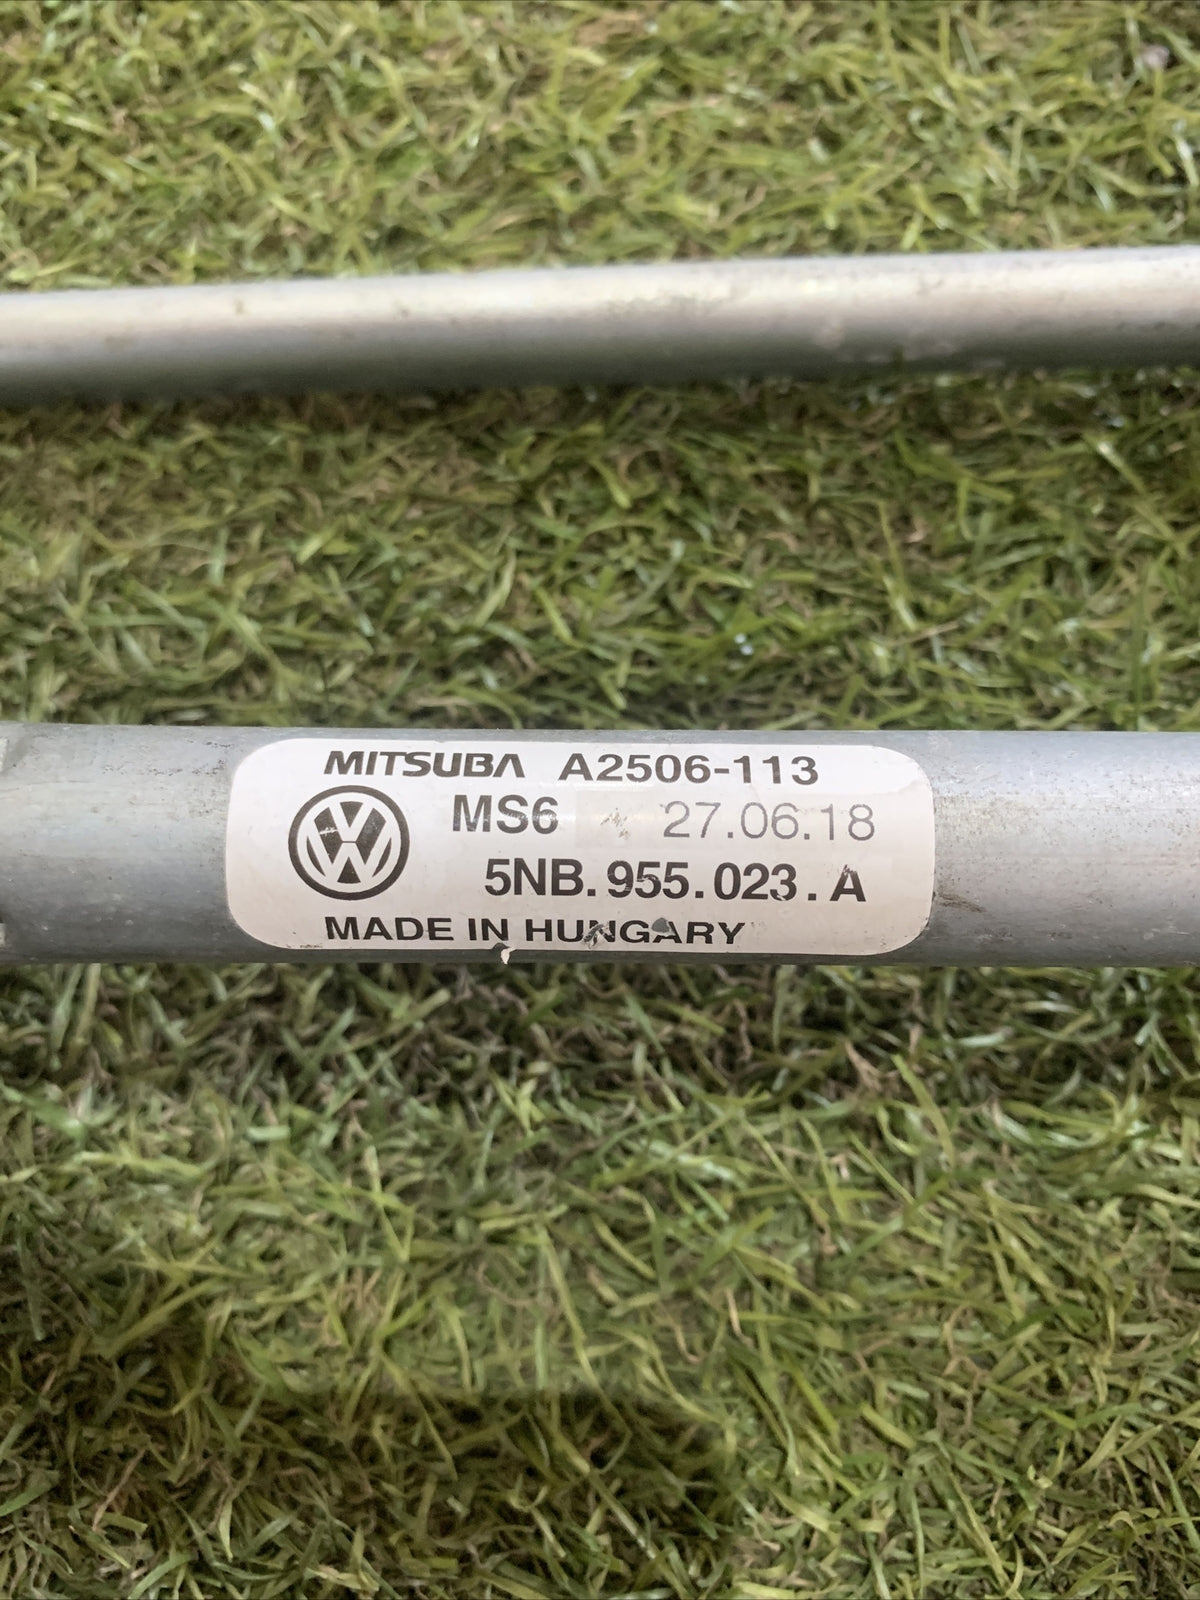 MITSUBA A2506-113
MS6 27.06.18
5NB.955.023.A
MADE IN HUNGARY